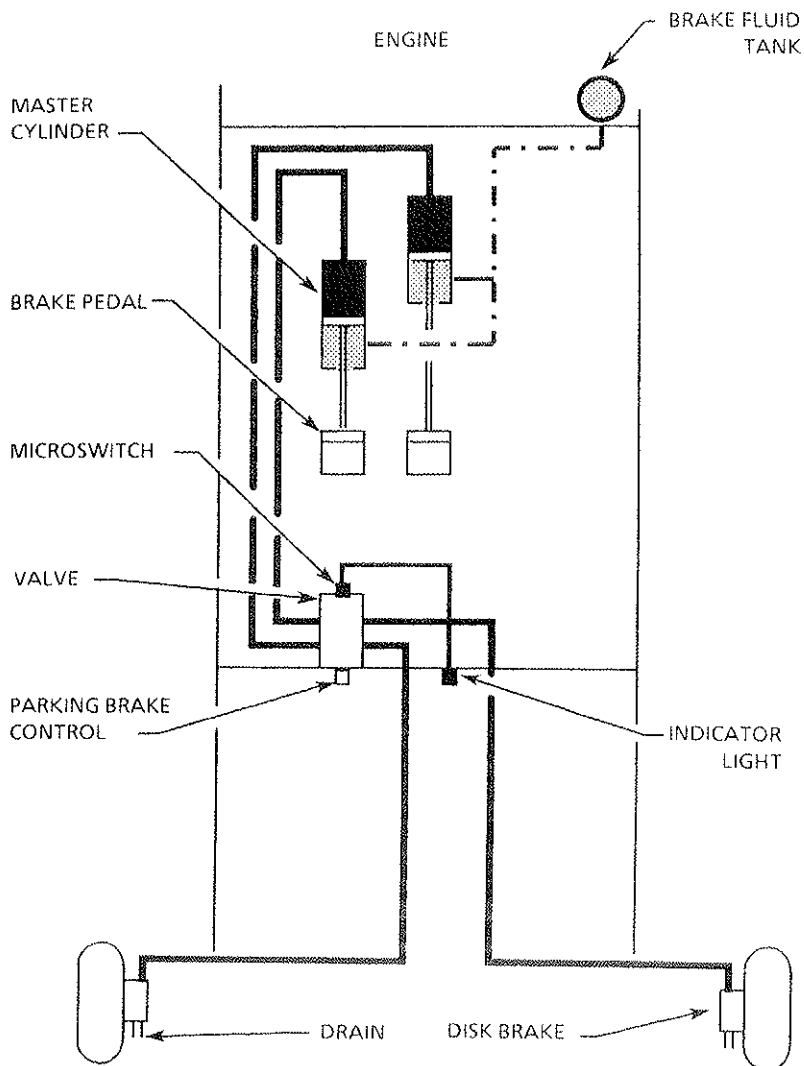 ENGINE
BRAKE FLUID
TANK
MASTER
CYLINDER
BRAKE PEDAL
MICROSWITCH
VALVE
PARKING BRAKE
CONTROL
INDICATOR
LIGHT
DRAIN
DISK BRAKE